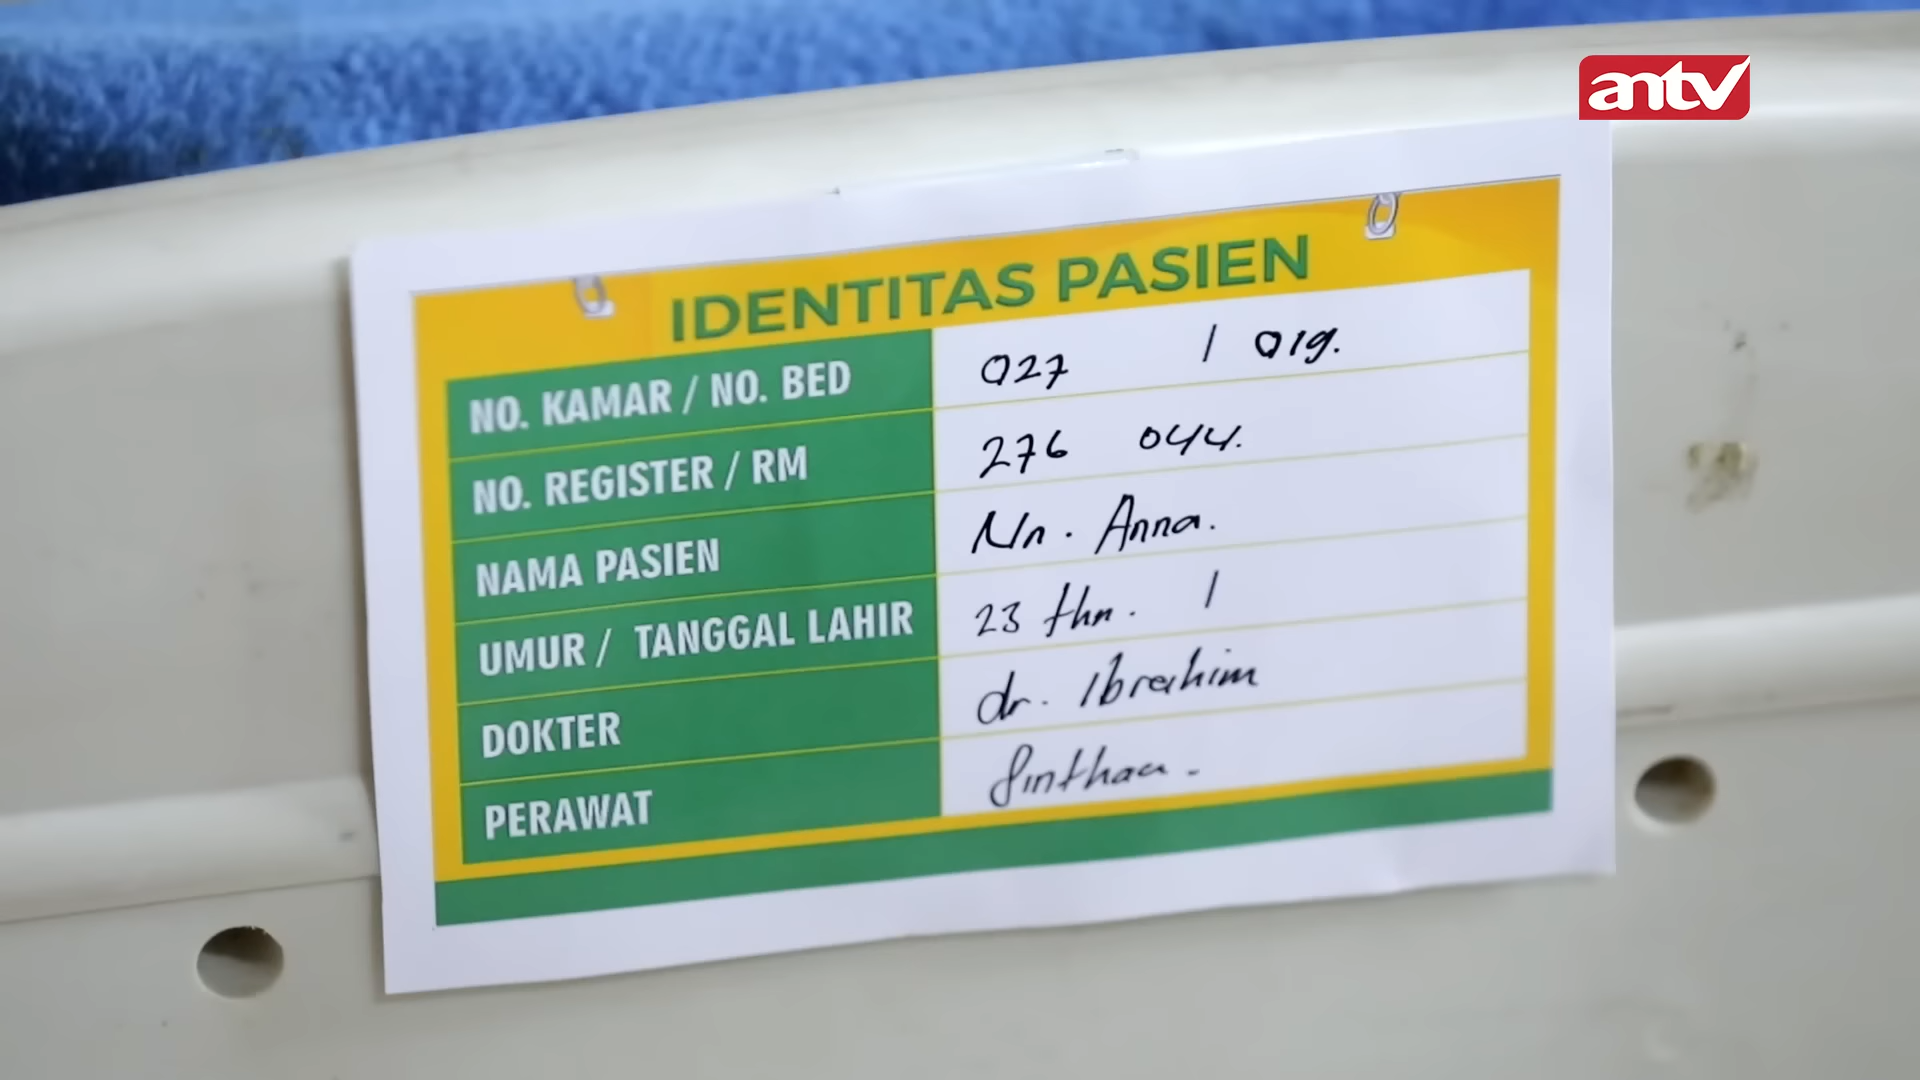 antv
IDENTITAS PASIEN
NO. KAMAR / NO. BED 027 / 019.
NO. REGISTER / RM 276 044.
NAMA PASIEN Nn. Anna.
UMUR / TANGGAL LAHIR 23 thn. /
DOKTER dr. Ibrahim
PERAWAT